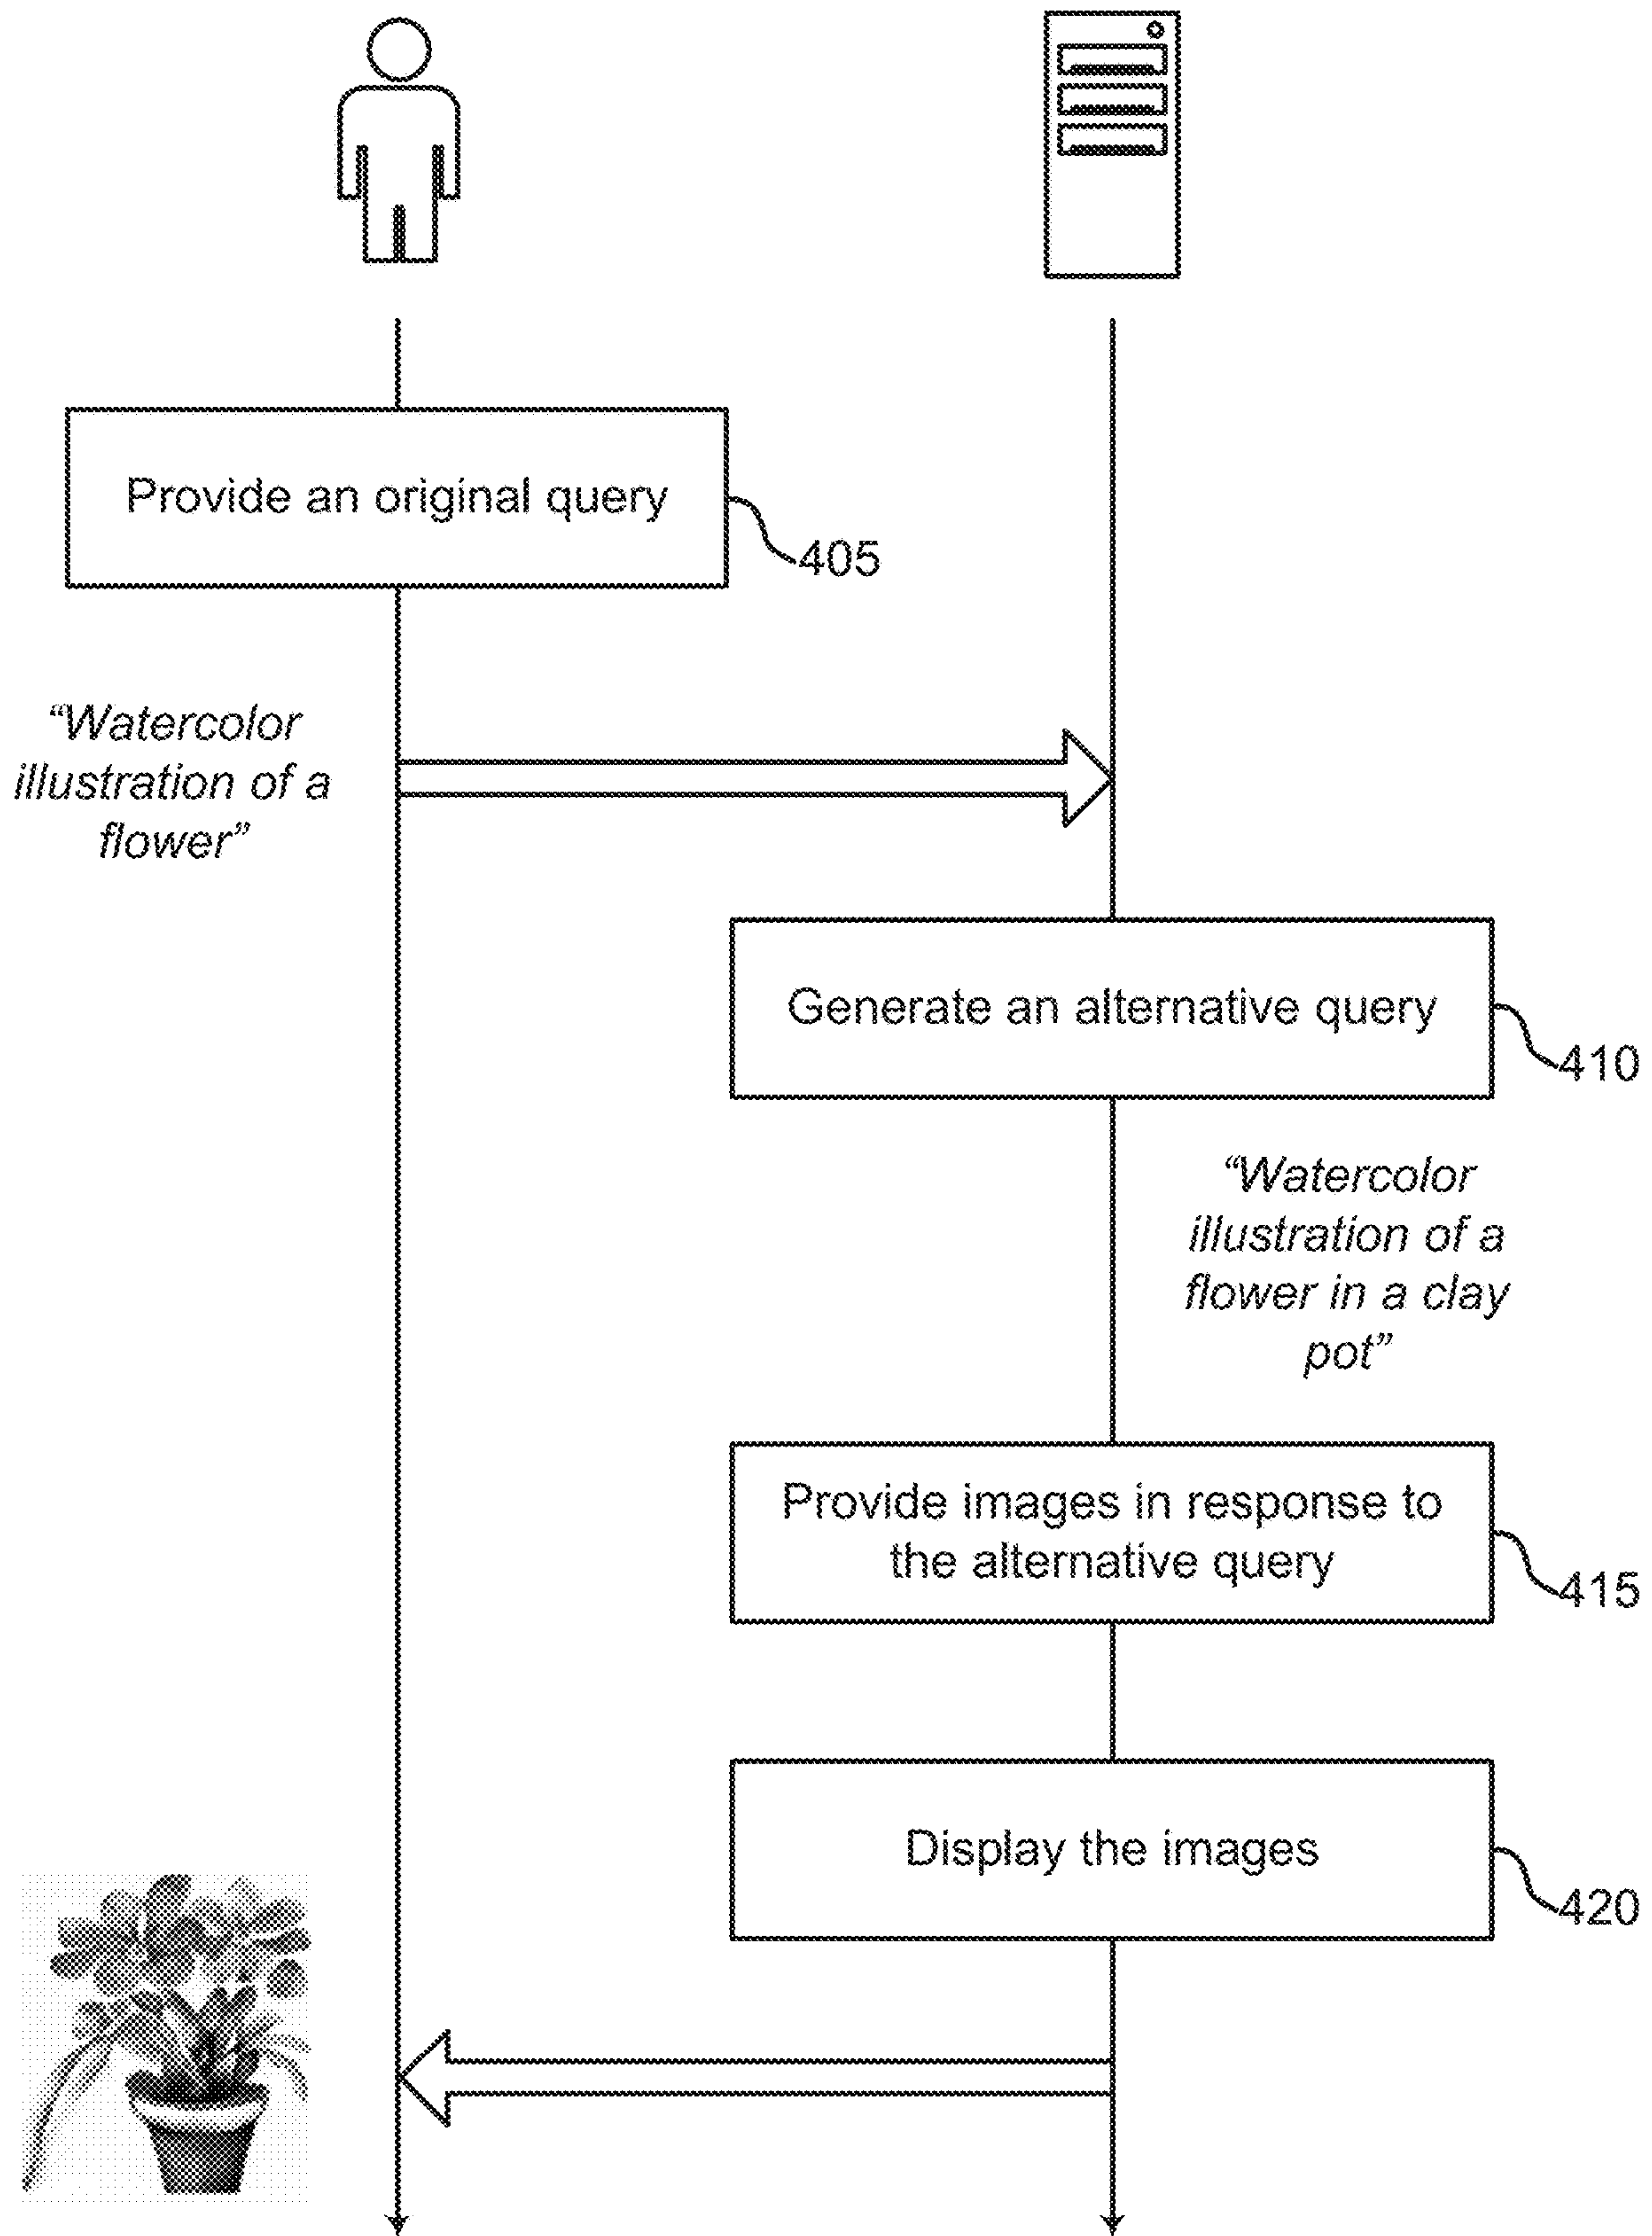 Provide an original query
405
“Watercolor
illustration of a
flower”
Generate an alternative query
410
“Watercolor
illustration of a
flower in a clay
pot”
Provide images in response to
the alternative query
415
Display the images
420